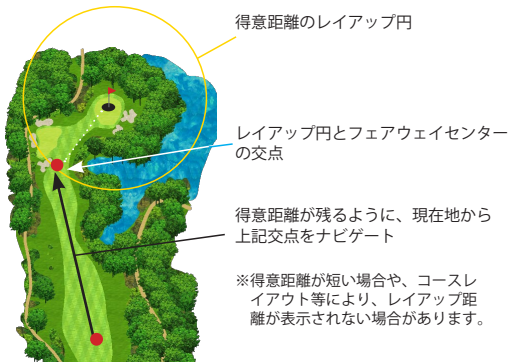 得意距離のレイアップ円
レイアップ円とフェアウェイセンター
の交点
得意距離が残るように、現在地から
上記交点をナビゲート
※得意距離が短い場合や、コースレ
イアウト等により、レイアップ距
離が表示されない場合があります。